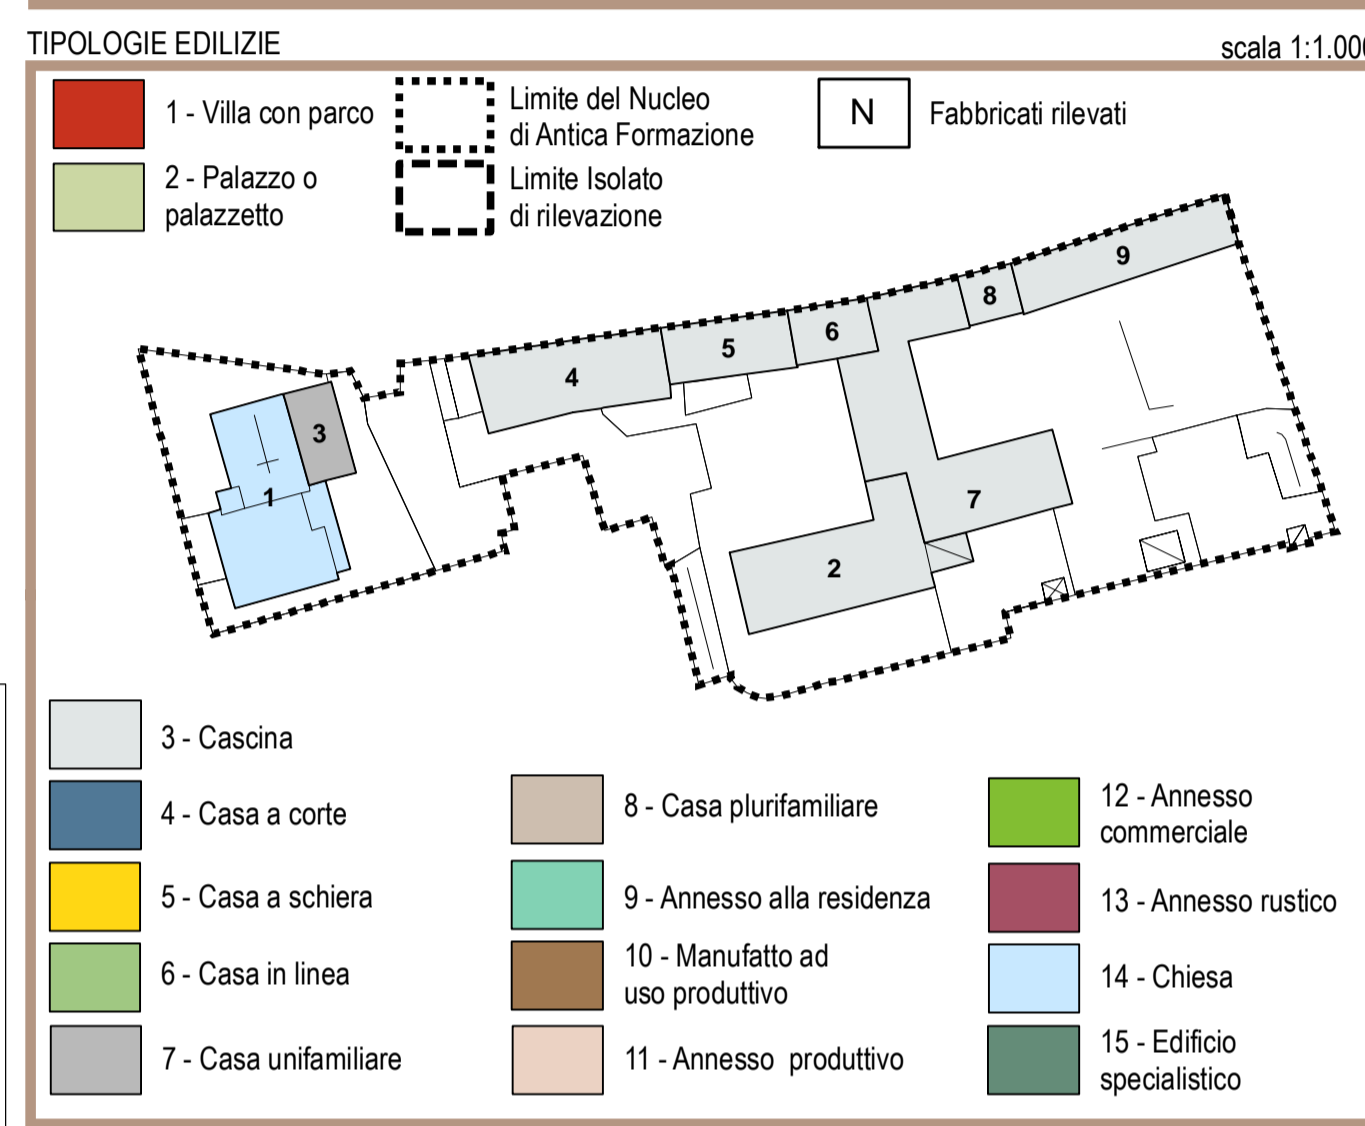 TIPOLOGIE EDILIZIE
scala 1:1.000
1 - Villa con parco
Limite del Nucleo
di Antica Formazione
N
Fabbricati rilevati
2 - Palazzo o
palazzetto
Limite Isolato
di rilevazione
9
8
6
5
4
3
1
7
2
3 - Cascina
4 - Casa a corte
5 - Casa a schiera
6 - Casa in linea
7 - Casa unifamiliare
8 - Casa plurifamiliare
9 - Annesso alla residenza
10 - Manufatto ad
uso produttivo
11 - Annesso produttivo
12 - Annesso
commerciale
13 - Annesso rustico
14 - Chiesa
15 - Edificio
specialistico